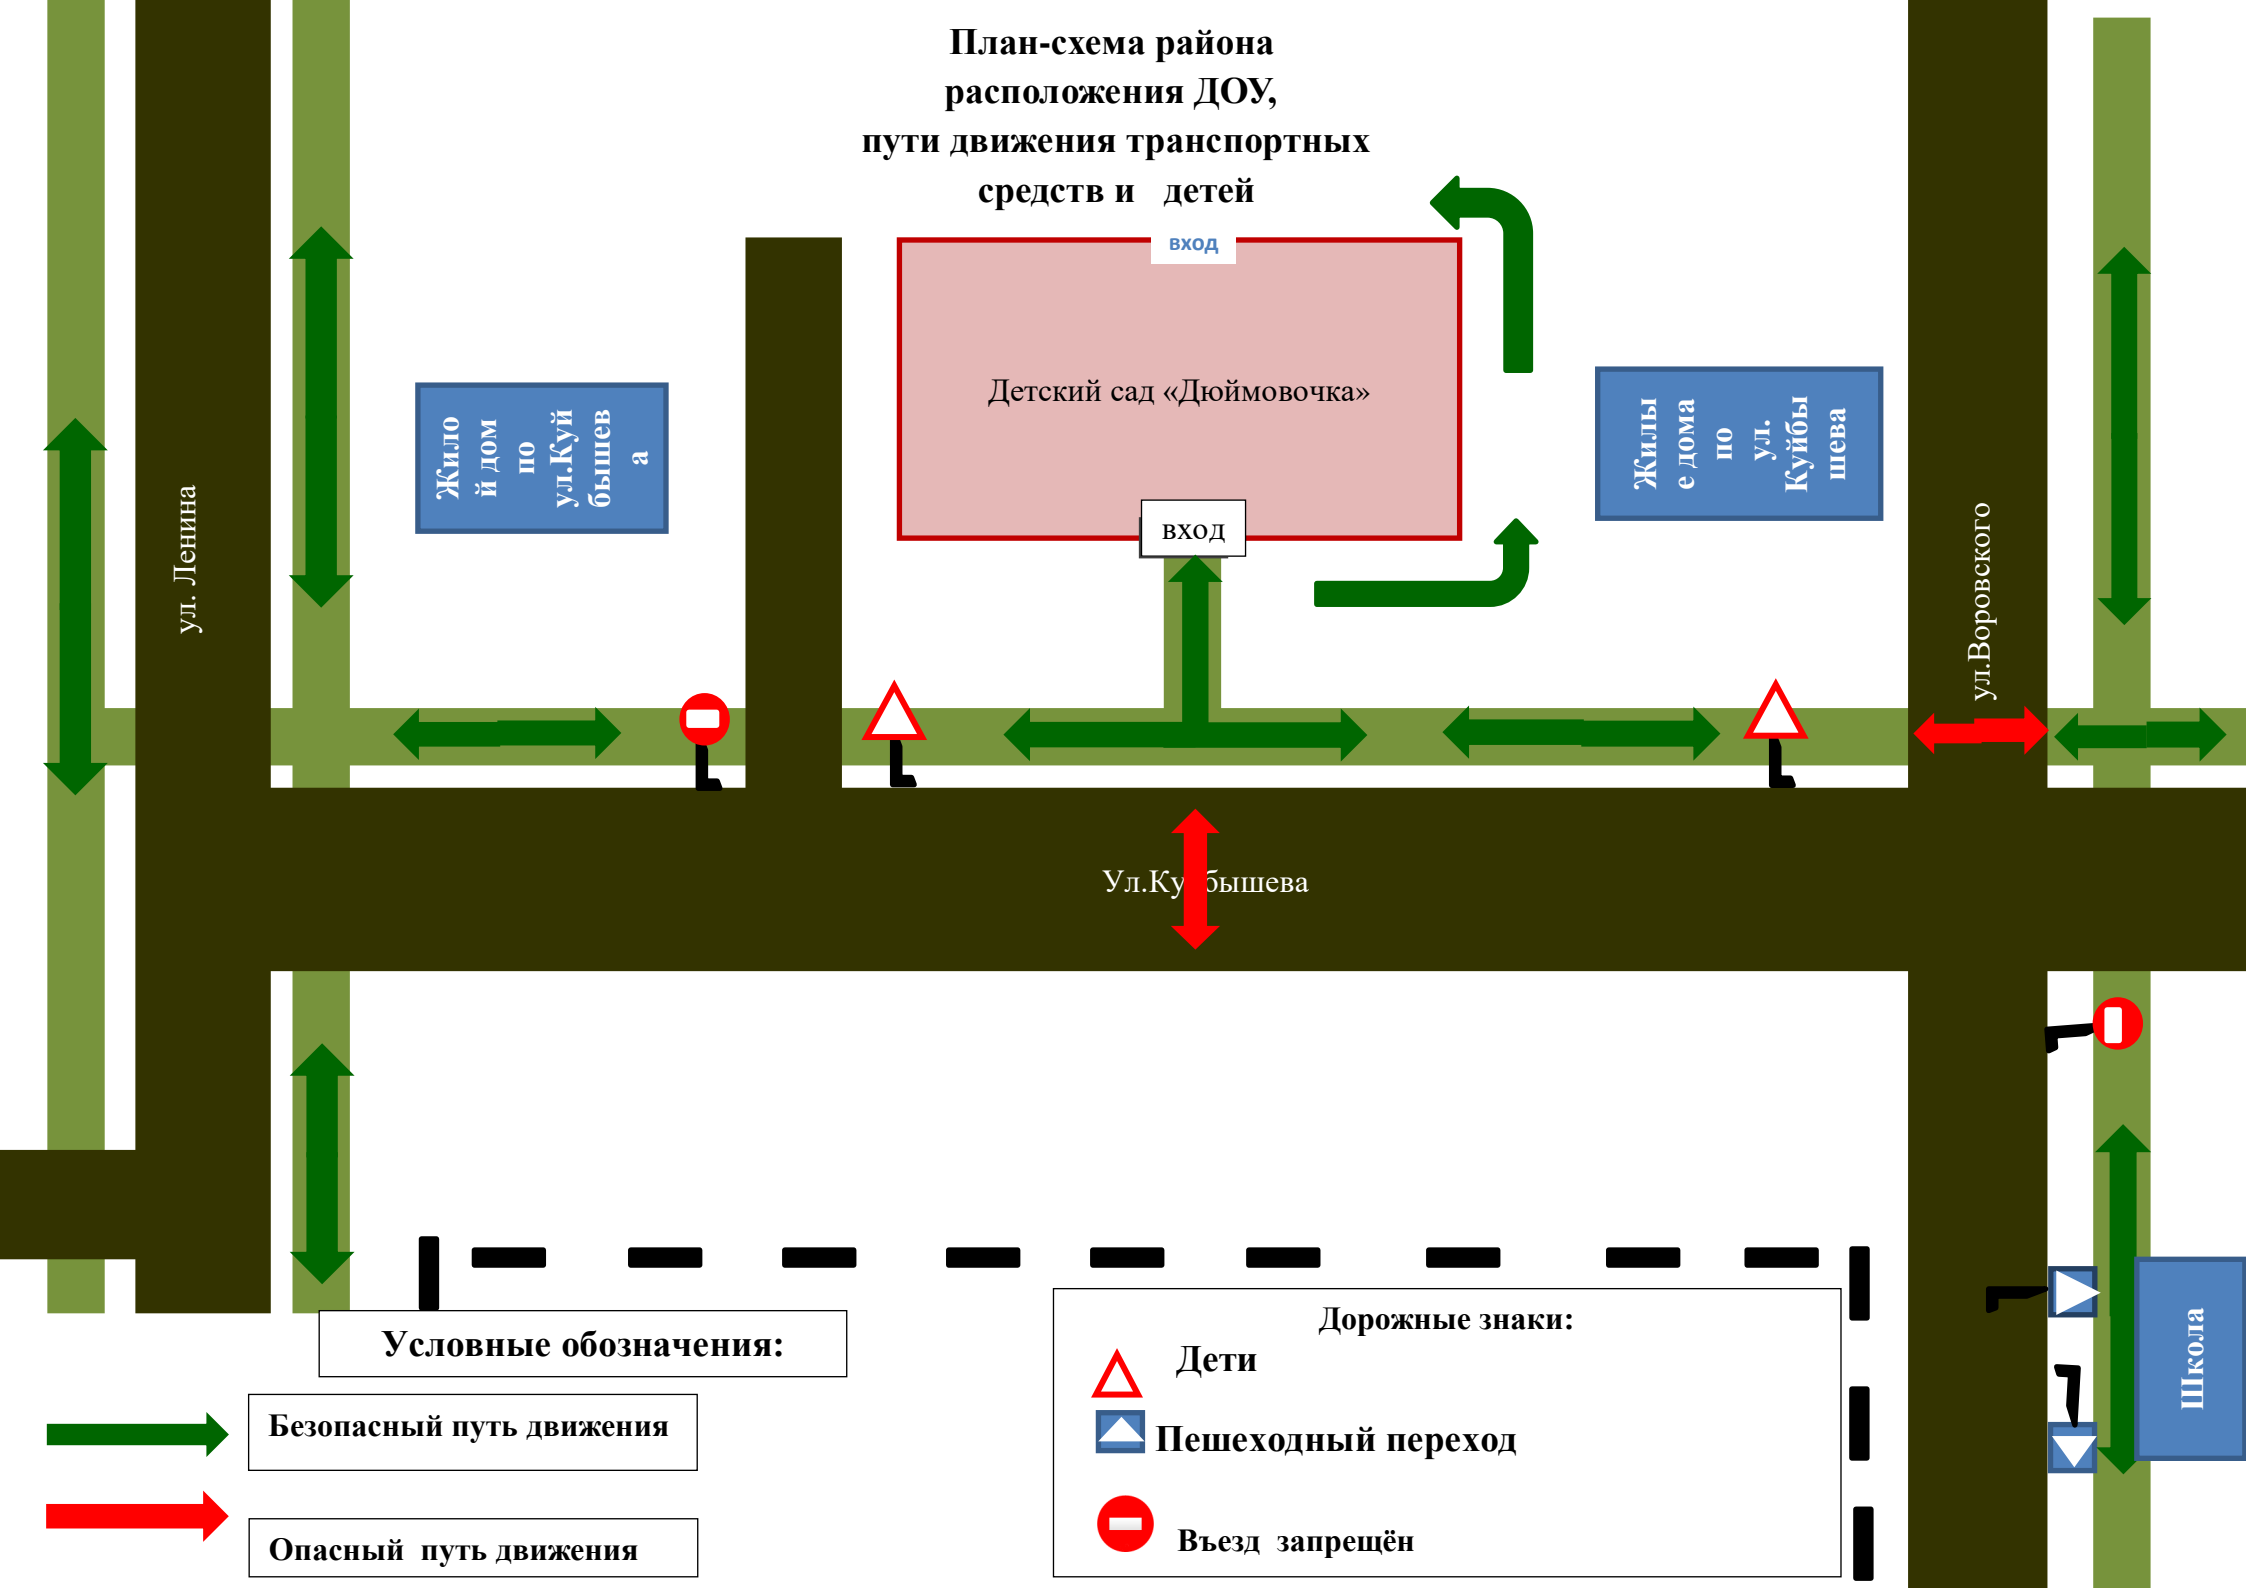 План-схема района
расположения ДОУ,
пути движения транспортных
средств и детей
вход
Детский сад «Дюймовочка»
вход
Жило
й дом
по
ул.Куй
бышев
а
Жилы
е дома
по
ул.
Куйбы
шева
ул. Ленина
ул.Воровского
Ул.Ку бышева
Школа
Условные обозначения:
Безопасный путь движения
Опасный путь движения
Дорожные знаки:
Дети
Пешеходный переход
Въезд запрещён